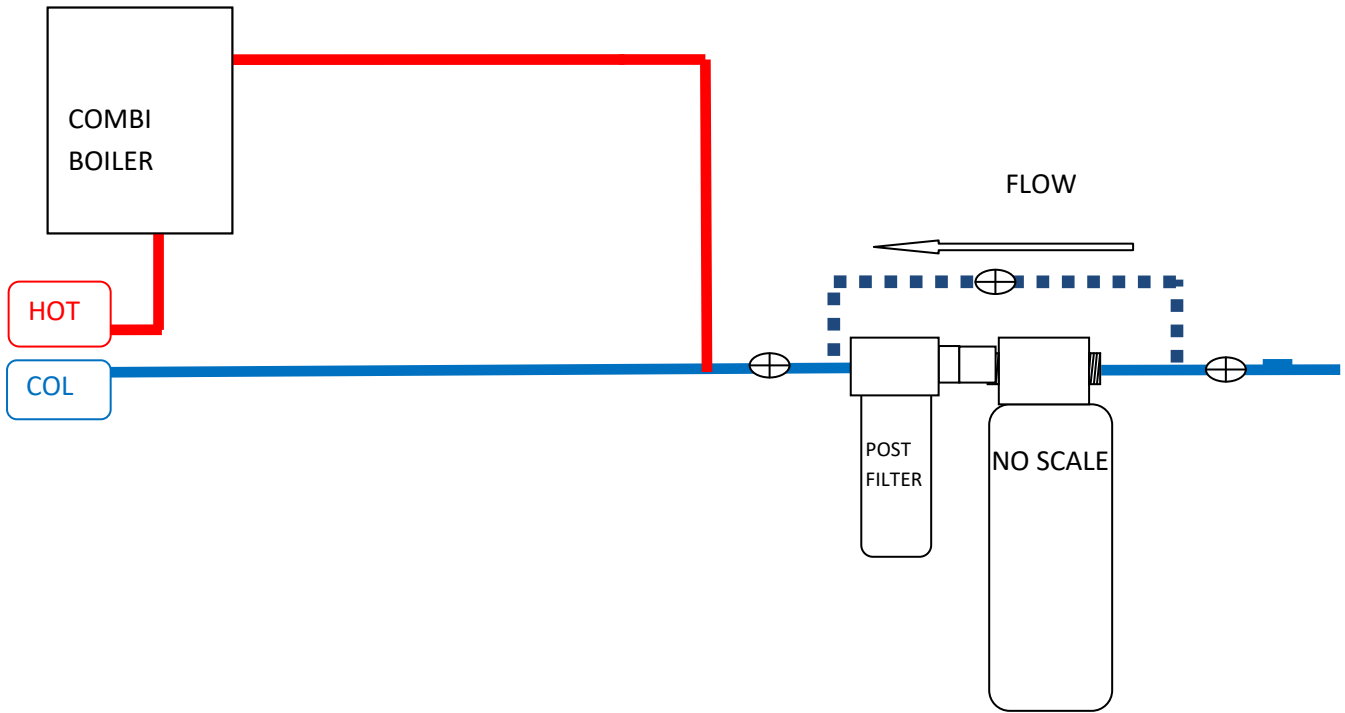 COMBI
BOILER
FLOW
HOT
COL
POST
FILTER
NO SCALE